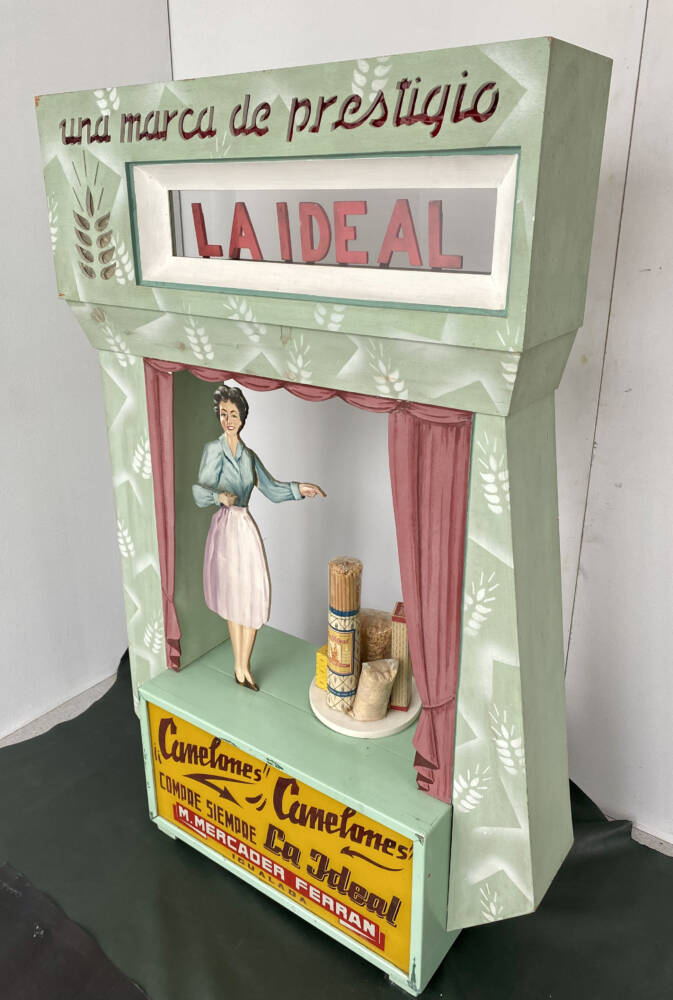 una marca de prestigio
LA IDEAL
¡¡Canelones" Canelones"
COMPRE SIEMPRE La Ideal
M. MERCADER FERRAN
IGUALADA